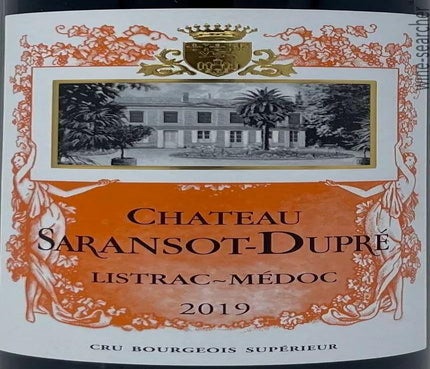 CHATEAU
SARANSOT-DUPRÉ
LISTRAC~MÉDOC
2019
CRU BOURGEOIS SUPÉRIEUR
wine-searcher